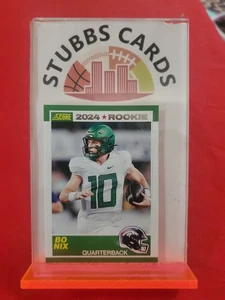 STUBBS CARDS
SCORE
2024 ★ ROOKIE
10
BO
NIX
QUARTERBACK